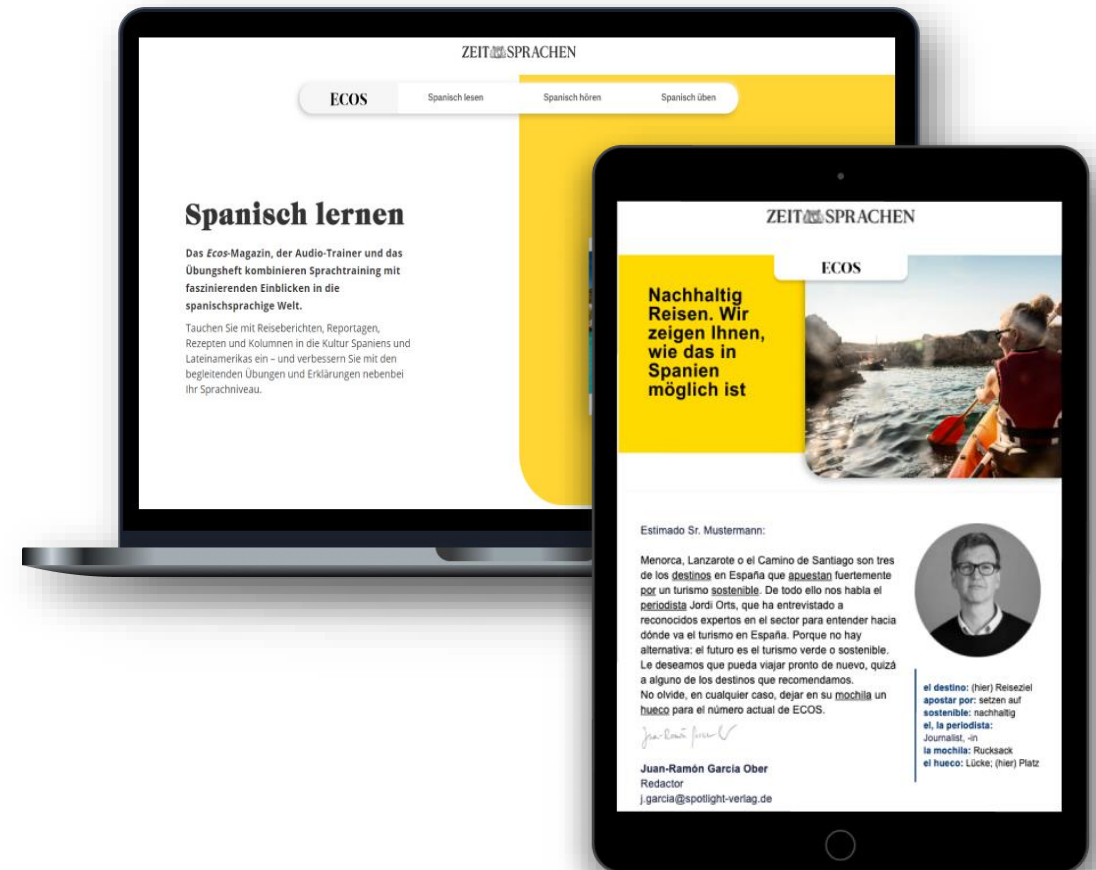 ZEIT SPRACHEN
ECOS
Spanisch lesen
Spanisch hören
Spanisch üben
Spanisch lernen
Das Ecos-Magazin, der Audio-Trainer und das
Übungsheft kombinieren Sprachtraining mit
faszinierenden Einblicken in die
spanischsprachige Welt.
Tauchen Sie mit Reiseberichten, Reportagen,
Rezepten und Kolumnen in die Kultur Spaniens und
Lateinamerikas ein – und verbessern Sie mit den
begleitenden Übungen und Erklärungen nebenbei
Ihr Sprachniveau.
ZEIT SPRACHEN
ECOS
Nachhaltig
Reisen. Wir
zeigen Ihnen,
wie das in
Spanien
möglich ist
Estimado Sr. Mustermann:
Menorca, Lanzarote o el Camino de Santiago son tres
de los destinos en España que apuestan fuertemente
por un turismo sostenible. De todo ello nos habla el
periodista Jordi Orts, que ha entrevistado a
reconocidos expertos en el sector para entender hacia
dónde va el turismo en España. Porque no hay
alternativa: el futuro es el turismo verde o sostenible.
Le deseamos que pueda viajar pronto de nuevo, quizá
a alguno de los destinos que recomendamos.
No olvide, en cualquier caso, dejar en su mochila un
hueco para el número actual de ECOS.
Juan-Ramón García Ober
Redactor
j.garcia@spotlight-verlag.de
el destino: (hier) Reiseziel
apostar por: setzen auf
sostenible: nachhaltig
el, la periodista:
Journalist, -in
la mochila: Rucksack
el hueco: Lücke; (hier) Platz